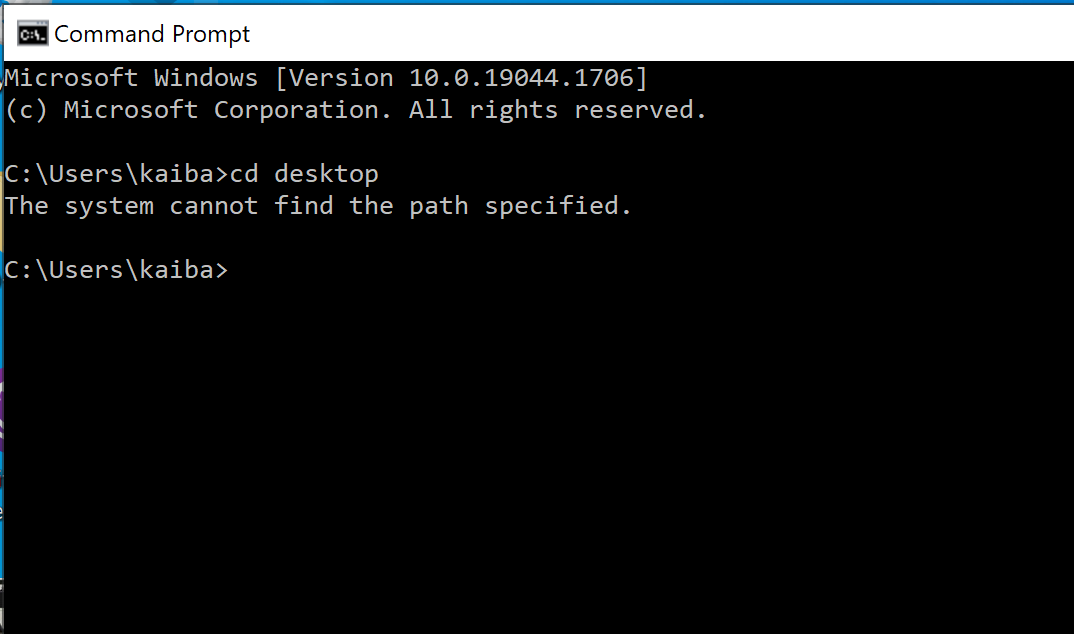 Command Prompt
Microsoft Windows [Version 10.0.19044.1706]
(c) Microsoft Corporation. All rights reserved.
C:\Users\kaiba>cd desktop
The system cannot find the path specified.
C:\Users\kaiba>